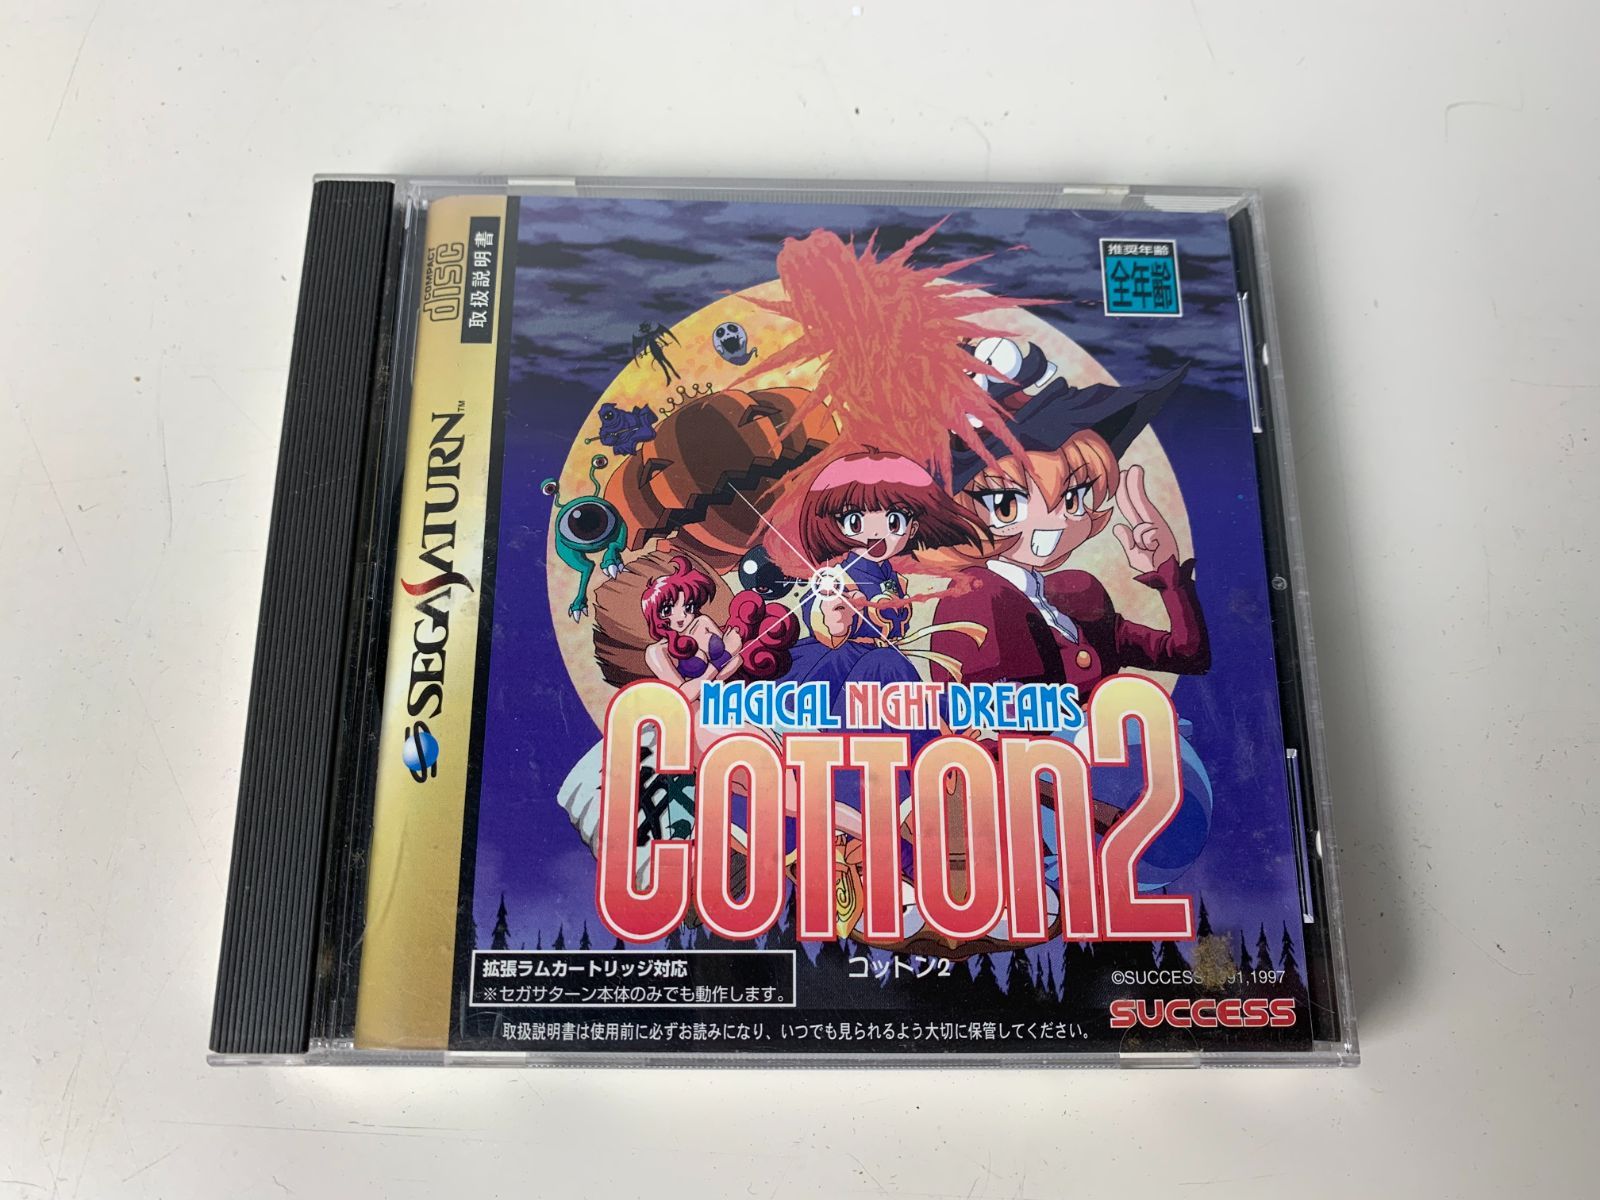 COMPACT
disc
取扱説明書
SEGA SATURN™
推奨年齢
全年齢
MAGICAL NIGHT DREAMS
COTTON2
コットン2
拡張ラムカートリッジ対応
※セガサターン本体のみでも動作します。
©SUCCESS 1991,1997
SUCCESS
取扱説明書は使用前に必ずお読みになり、いつでも見られるよう大切に保管してください。